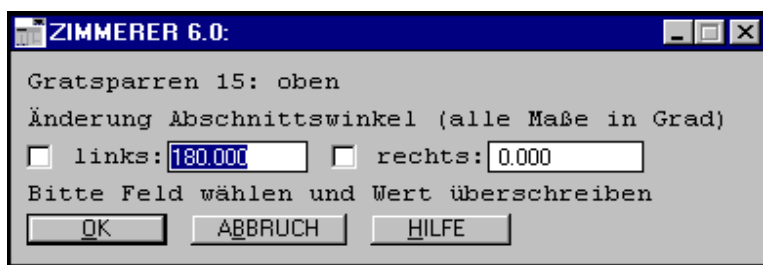 ZIMMERER 6.0:
Gratsparren 15: oben
Änderung Abschnittswinkel (alle Maße in Grad)
links: 180.000 rechts: 0.000
Bitte Feld wählen und Wert überschreiben
OK ABBRUCH HILFE